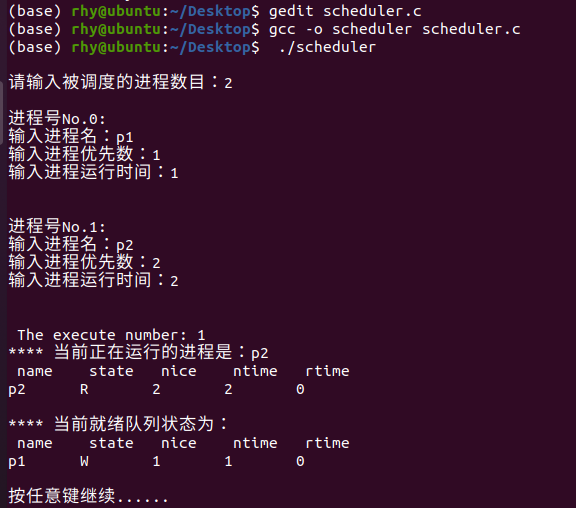 (base) rhy@ubuntu:~/Desktop$ gedit scheduler.c
(base) rhy@ubuntu:~/Desktop$ gcc -o scheduler scheduler.c
(base) rhy@ubuntu:~/Desktop$  ./scheduler
请输入被调度的进程数目：2
进程号No.0:
输入进程名：p1
输入进程优先数：1
输入进程运行时间：1
进程号No.1:
输入进程名：p2
输入进程优先数：2
输入进程运行时间：2
 The execute number: 1
**** 当前正在运行的进程是：p2
 name    state   nice    ntime   rtime
p2      R       2       2       0
**** 当前就绪队列状态为：
 name    state   nice    ntime   rtime
p1      W       1       1       0
按任意键继续......